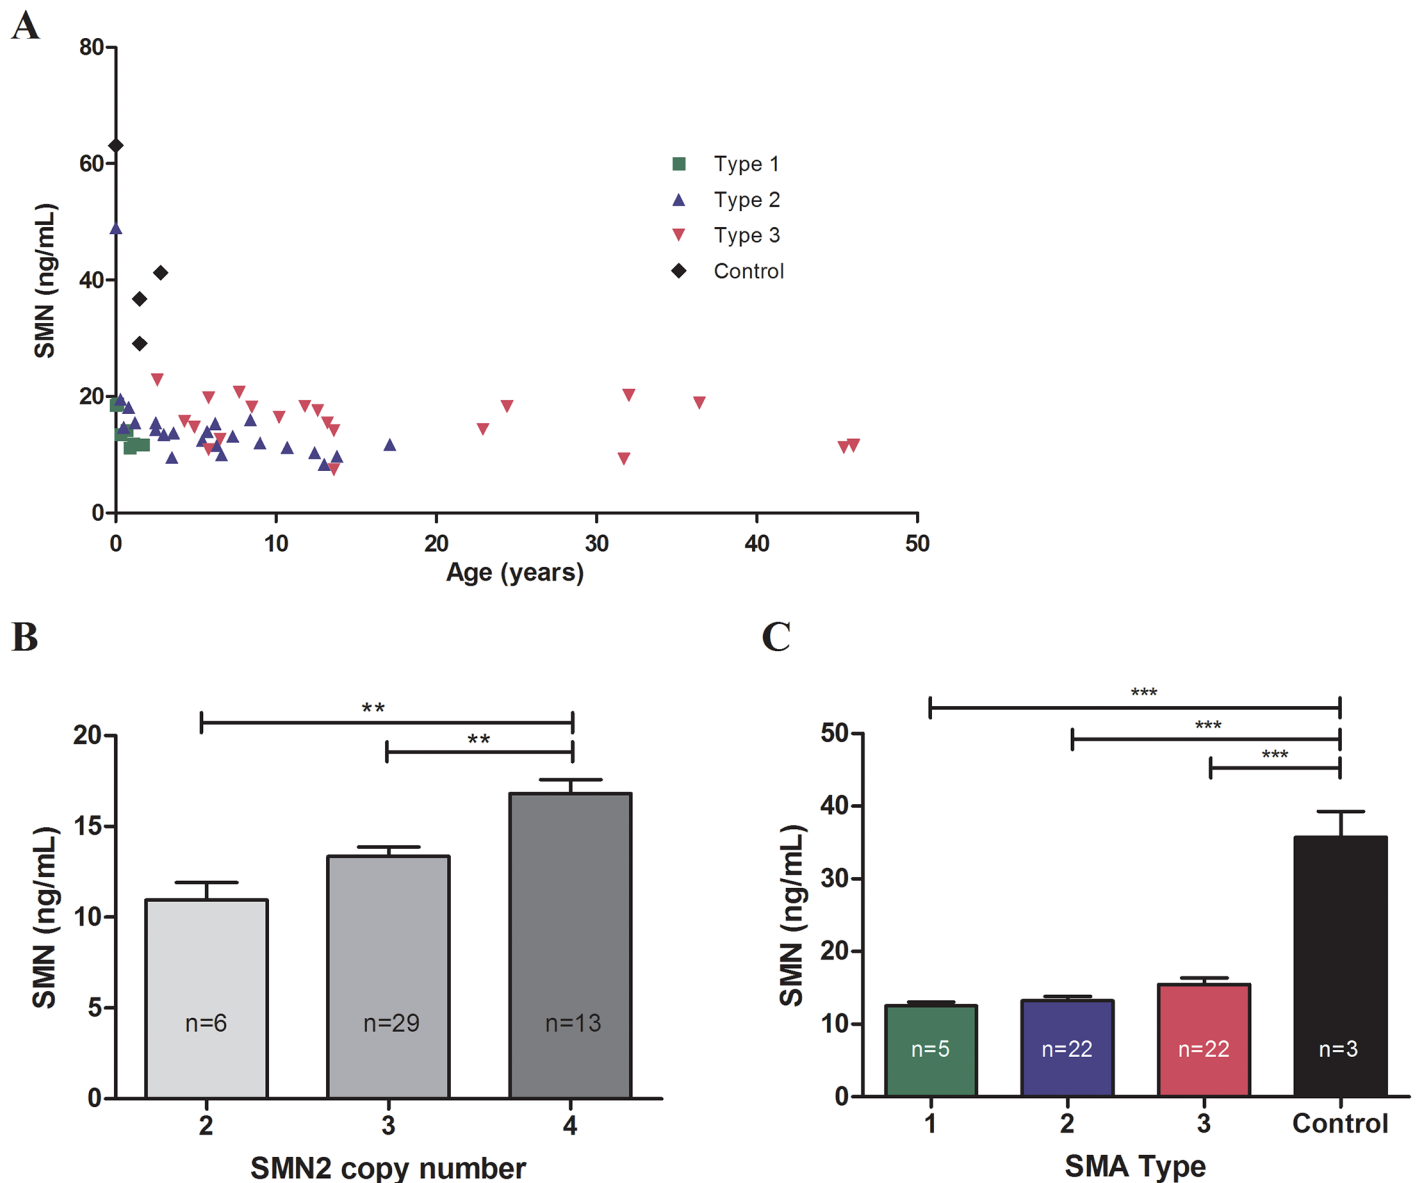 A
80
60
40
20
0
SMN (ng/mL)
0 10 20 30 40 50
Age (years)
Type 1
Type 2
Type 3
Control
B
**
**
20
15
10
5
0
SMN (ng/mL)
n=6 n=29 n=13
2 3 4
SMN2 copy number
C
***
***
***
50
40
30
20
10
0
SMN (ng/mL)
n=5 n=22 n=22 n=3
1 2 3 Control
SMA Type